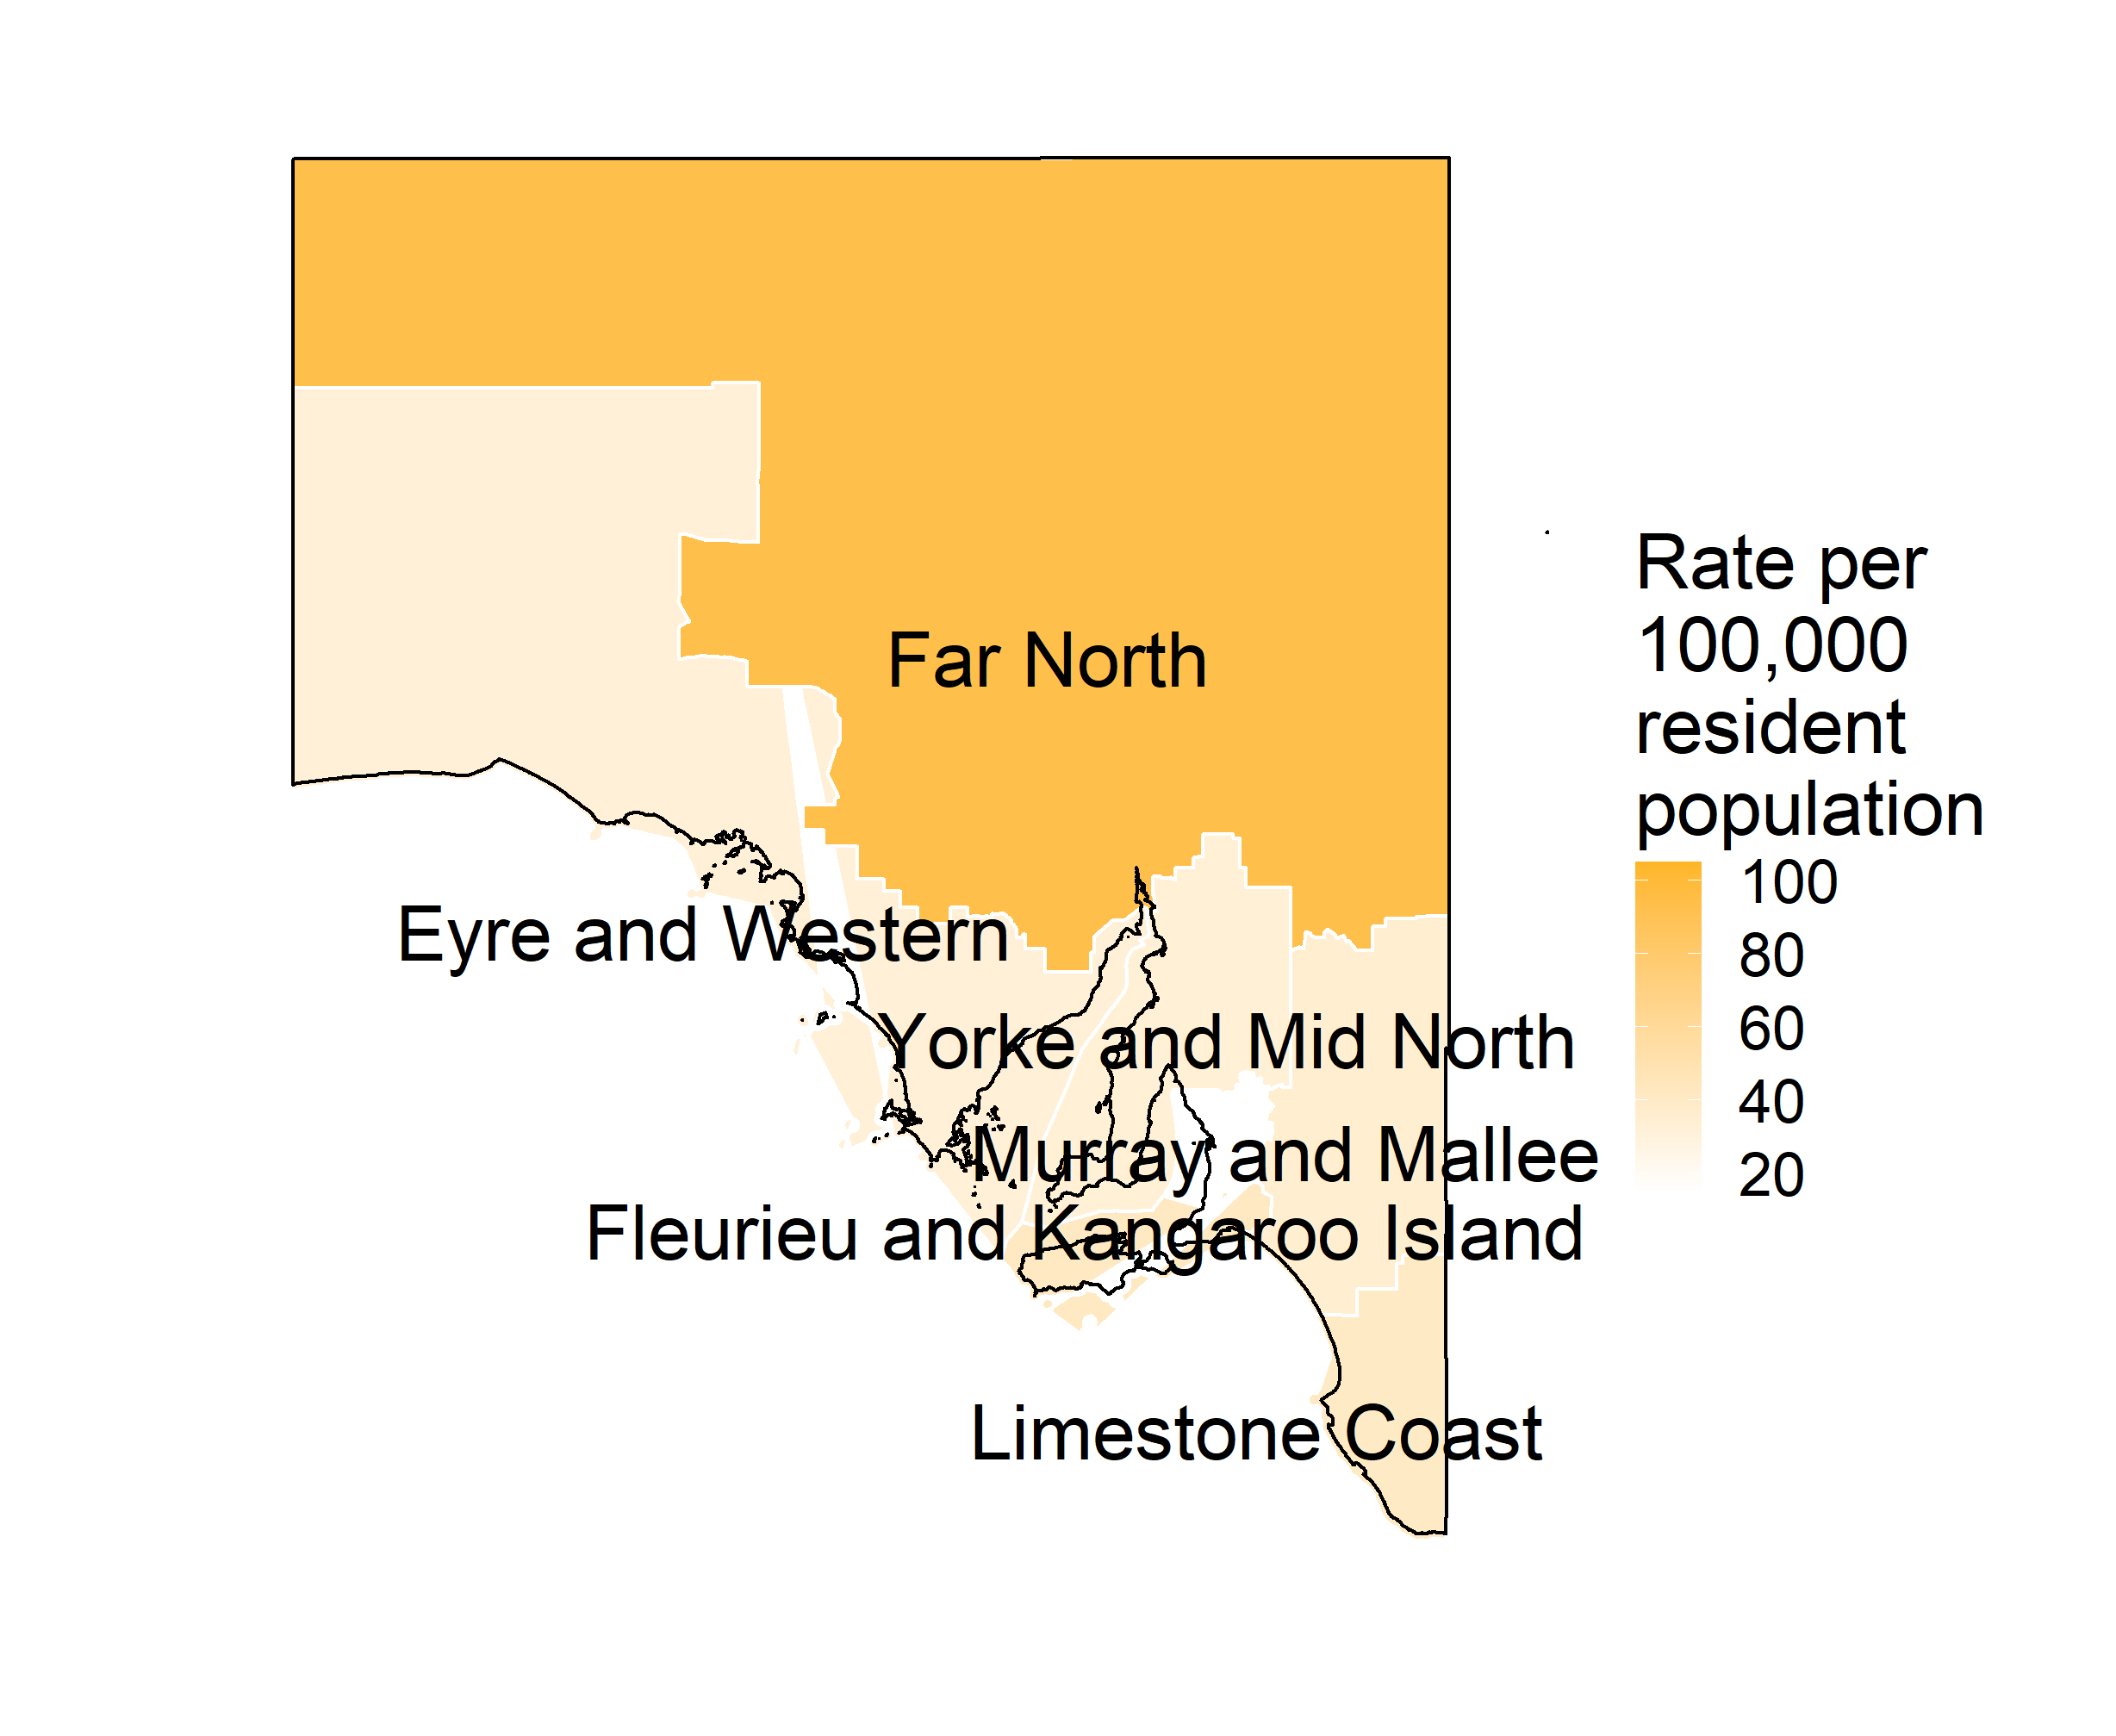 Far North
Eyre and Western
Yorke and Mid North
Murray and Mallee
Fleurieu and Kangaroo Island
Limestone Coast
Rate per
100,000
resident
population
100
80
60
40
20